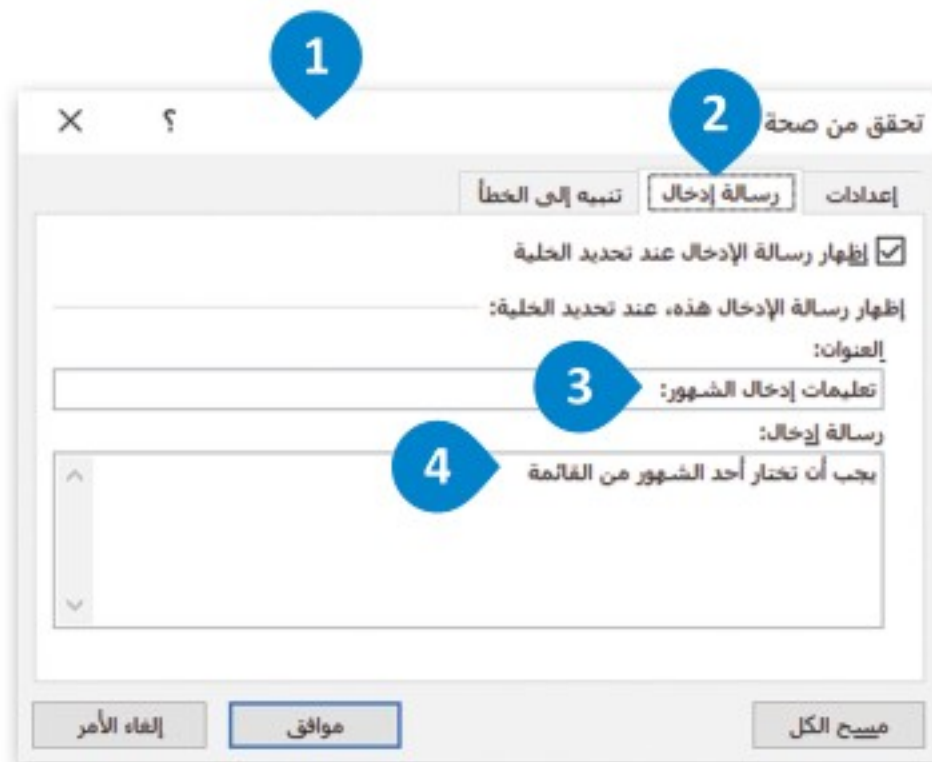 1
تحقق من صحة
2
؟
×
إعدادات
رسالة إدخال
تنبيه إلى الخطأ
إظهار رسالة الإدخال عند تحديد الخلية
إظهار رسالة الإدخال هذه، عند تحديد الخلية:
العنوان:
تعليمات إدخال الشهور:
3
رسالة إدخال:
يجب أن تختار أحد الشهور من القائمة
4
مسح الكل
موافق
إلغاء الأمر